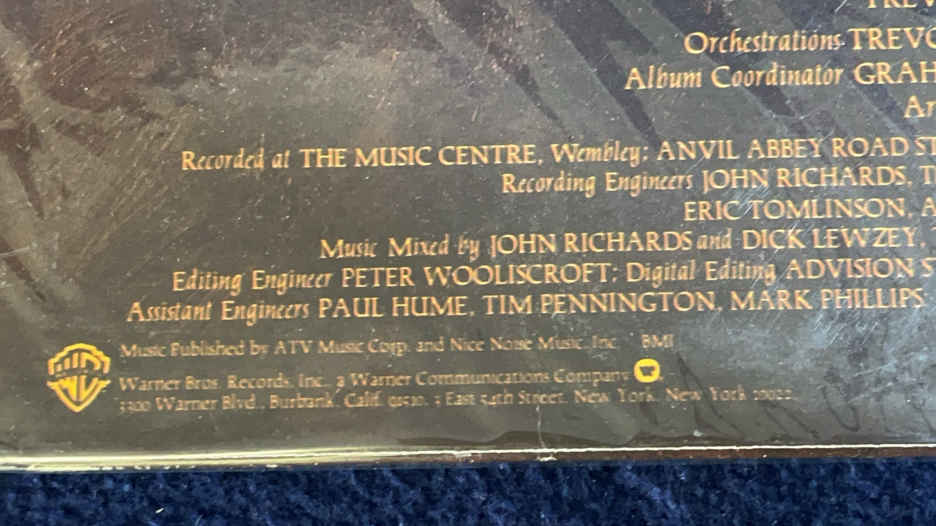 TREV
Orchestrations TREVO
Album Coordinator GRAH
Ar
Recorded at THE MUSIC CENTRE, Wembley; ANVIL ABBEY ROAD ST
Recording Engineers JOHN RICHARDS, T
ERIC TOMLINSON, A
Music Mixed by JOHN RICHARDS and DICK LEWZEY,
Editing Engineer PETER WOOLISCROFT; Digital Editing ADVISION S
Assistant Engineers PAUL HUME, TIM PENNINGTON, MARK PHILLIPS
Music Published by ATV Music Corp. and Nice Noise Music, Inc. BMI
Warner Bros. Records, Inc., a Warner Communications Company
3300 Warner Blvd., Burbank, Calif. 91510. 3 East 54th Street, New York, New York 10022.